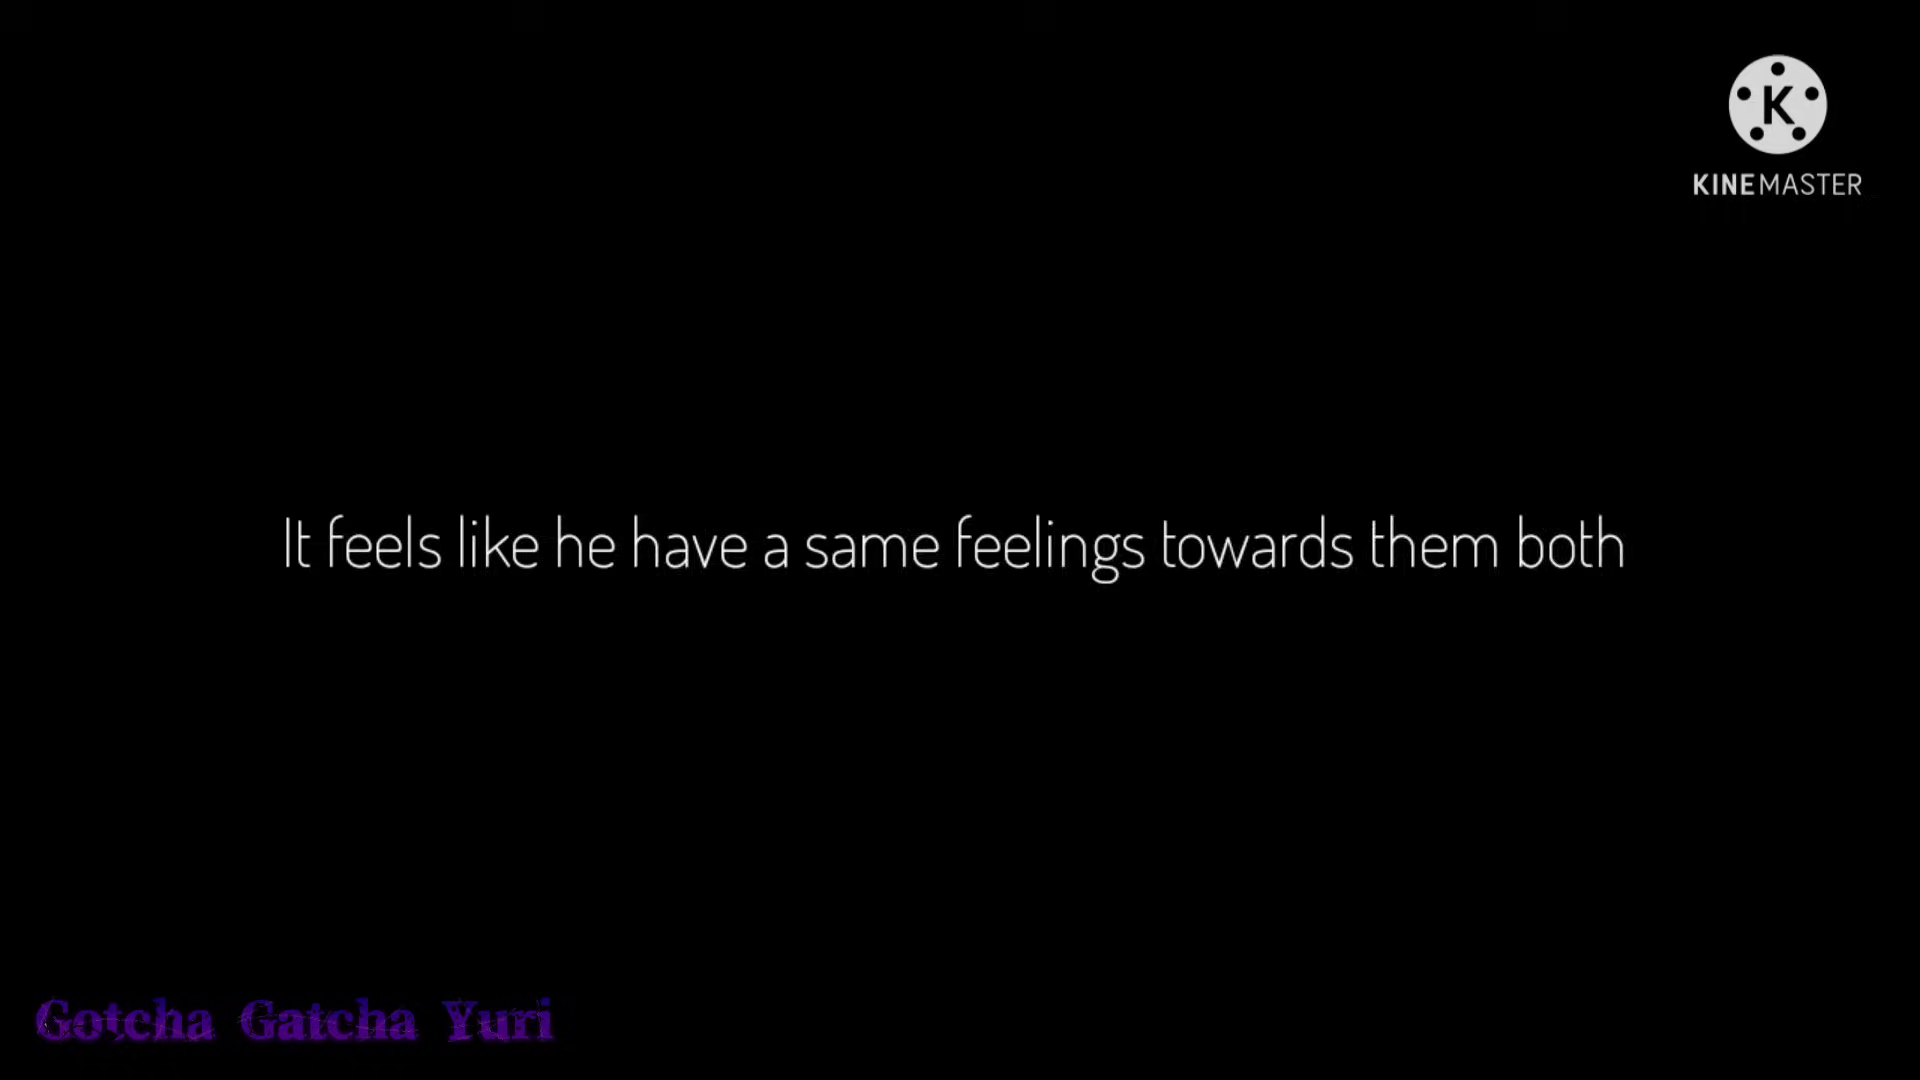 K
KINEMASTER
It feels like he have a same feelings towards them both
Gotcha Gatcha Yuri